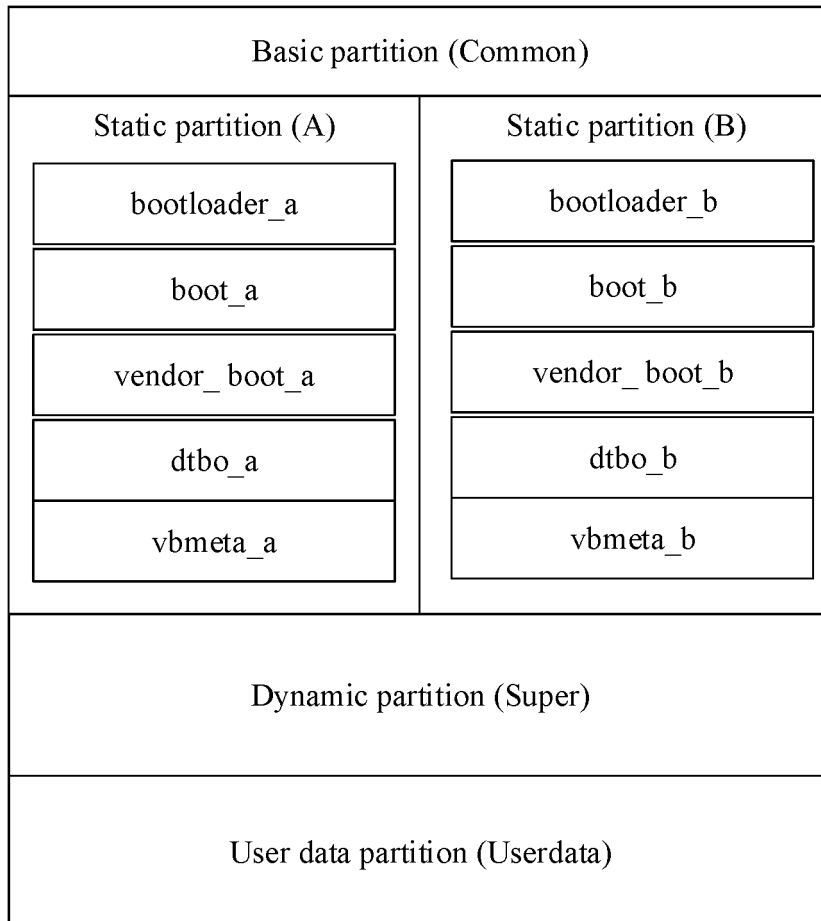 Basic partition (Common)
Static partition (A)
bootloader_a
boot_a
vendor_ boot_a
dtbo_a
vbmeta_a
Static partition (B)
bootloader_b
boot_b
vendor_ boot_b
dtbo_b
vbmeta_b
Dynamic partition (Super)
User data partition (Userdata)